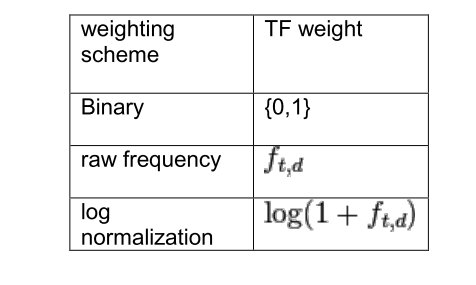 weighting scheme
TF weight
Binary
{0,1}
raw frequency
f_{t,d}
log normalization
log(1 + f_{t,d})